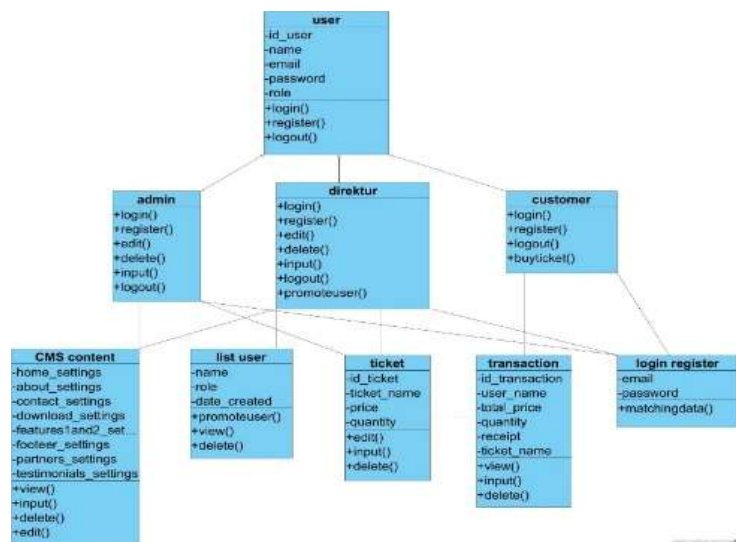 user
-id_user
-name
-email
-password
-role
+login()
+register()
+logout()
admin
+login()
+register()
+edit()
+delete()
+input()
+logout()
direktur
+login()
+register()
+edit()
+delete()
+input()
+logout()
+promoteuser()
customer
+login()
+register()
+logout()
+buyticket()
CMS content
-home_settings
-about_settings
-contact_settings
-download_settings
-features1and2_set...
-footeer_settings
-partners_settings
-testimonials_settings
+view()
+input()
+delete()
+edit()
list user
-name
-role
-date_created
+promoteuser()
+view()
+delete()
ticket
-id_ticket
-ticket_name
-price
-quantity
+edit()
+input()
+delete()
transaction
-id_transaction
-user_name
-total_price
-quantity
-receipt
-ticket_name
+view()
+input()
+delete()
login register
-email
-password
+matchingdata()